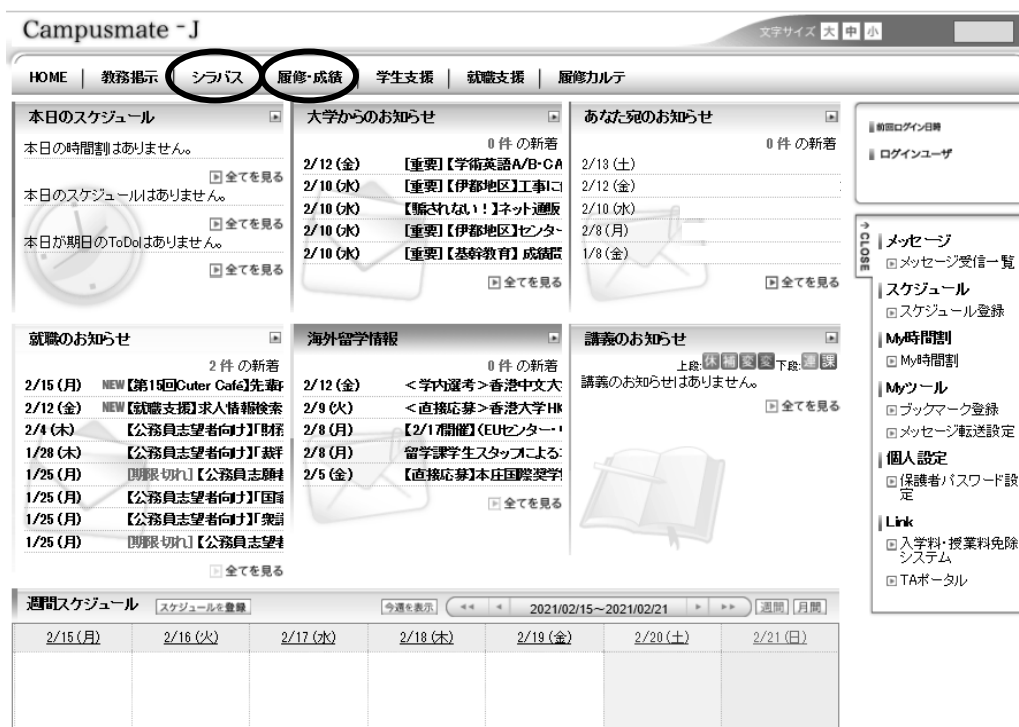 Campusmate - J
文字サイズ 大 中 小
HOME 教務掲示 シラバス 履修・成績 学生支援 就職支援 履修カルテ
本日のスケジュール
本日の時間割はありません。
全てを見る
本日のスケジュールはありません。
全てを見る
本日が期日のToDoはありません。
全てを見る
大学からのお知らせ
0件 の新着
2/12(金) [重要]【学術英語A/B・CA
2/10(水) [重要]【伊都地区】工事に
2/10(水) 【騙されない！】ネット通販
2/10(水) [重要]【伊都地区】センター
2/10(水) [重要]【基幹教育】成績
全てを見る
あなた宛のお知らせ
0件 の新着
2/13(土)
2/12(金)
2/10(水)
2/8(月)
1/8(金)
全てを見る
就職のお知らせ
2件 の新着
2/15(月) NEW【第15回Cuter Café】先輩
2/12(金) NEW【就職支援】求人情報検索
2/4(木) 【公務員志望者向け】「財務
1/28(木) 【公務員志望者向け】「裁判
1/25(月) [期限切れ]【公務員志願者
1/25(月) 【公務員志望者向け】「国家
1/25(月) 【公務員志望者向け】「衆議
1/25(月) [期限切れ]【公務員志望者
全てを見る
海外留学情報
0件 の新着
2/12(金) ＜学内選考＞香港中文大
2/9(火) ＜直接応募＞香港大学HK
2/8(月) 【2/17開催】(EUセンター・
2/8(月) 留学課学生スタッフによる
2/5(金) 【直接応募】本庄国際奨学
全てを見る
講義のお知らせ
上段:休 補 変 変 下段:連 課
講義のお知らせはありません。
全てを見る
前回ログイン日時
ログインユーザ
CLOSE
メッセージ
メッセージ受信一覧
スケジュール
スケジュール登録
My時間割
My時間割
Myツール
ブックマーク登録
メッセージ転送設定
個人設定
保護者パスワード設
定
Link
入学料・授業料免除
システム
TAポータル
週間スケジュール スケジュールを登録 今週を表示 2021/02/15～2021/02/21 週間 月間
2/15(月) 2/16(火) 2/17(水) 2/18(木) 2/19(金) 2/20(土) 2/21(日)